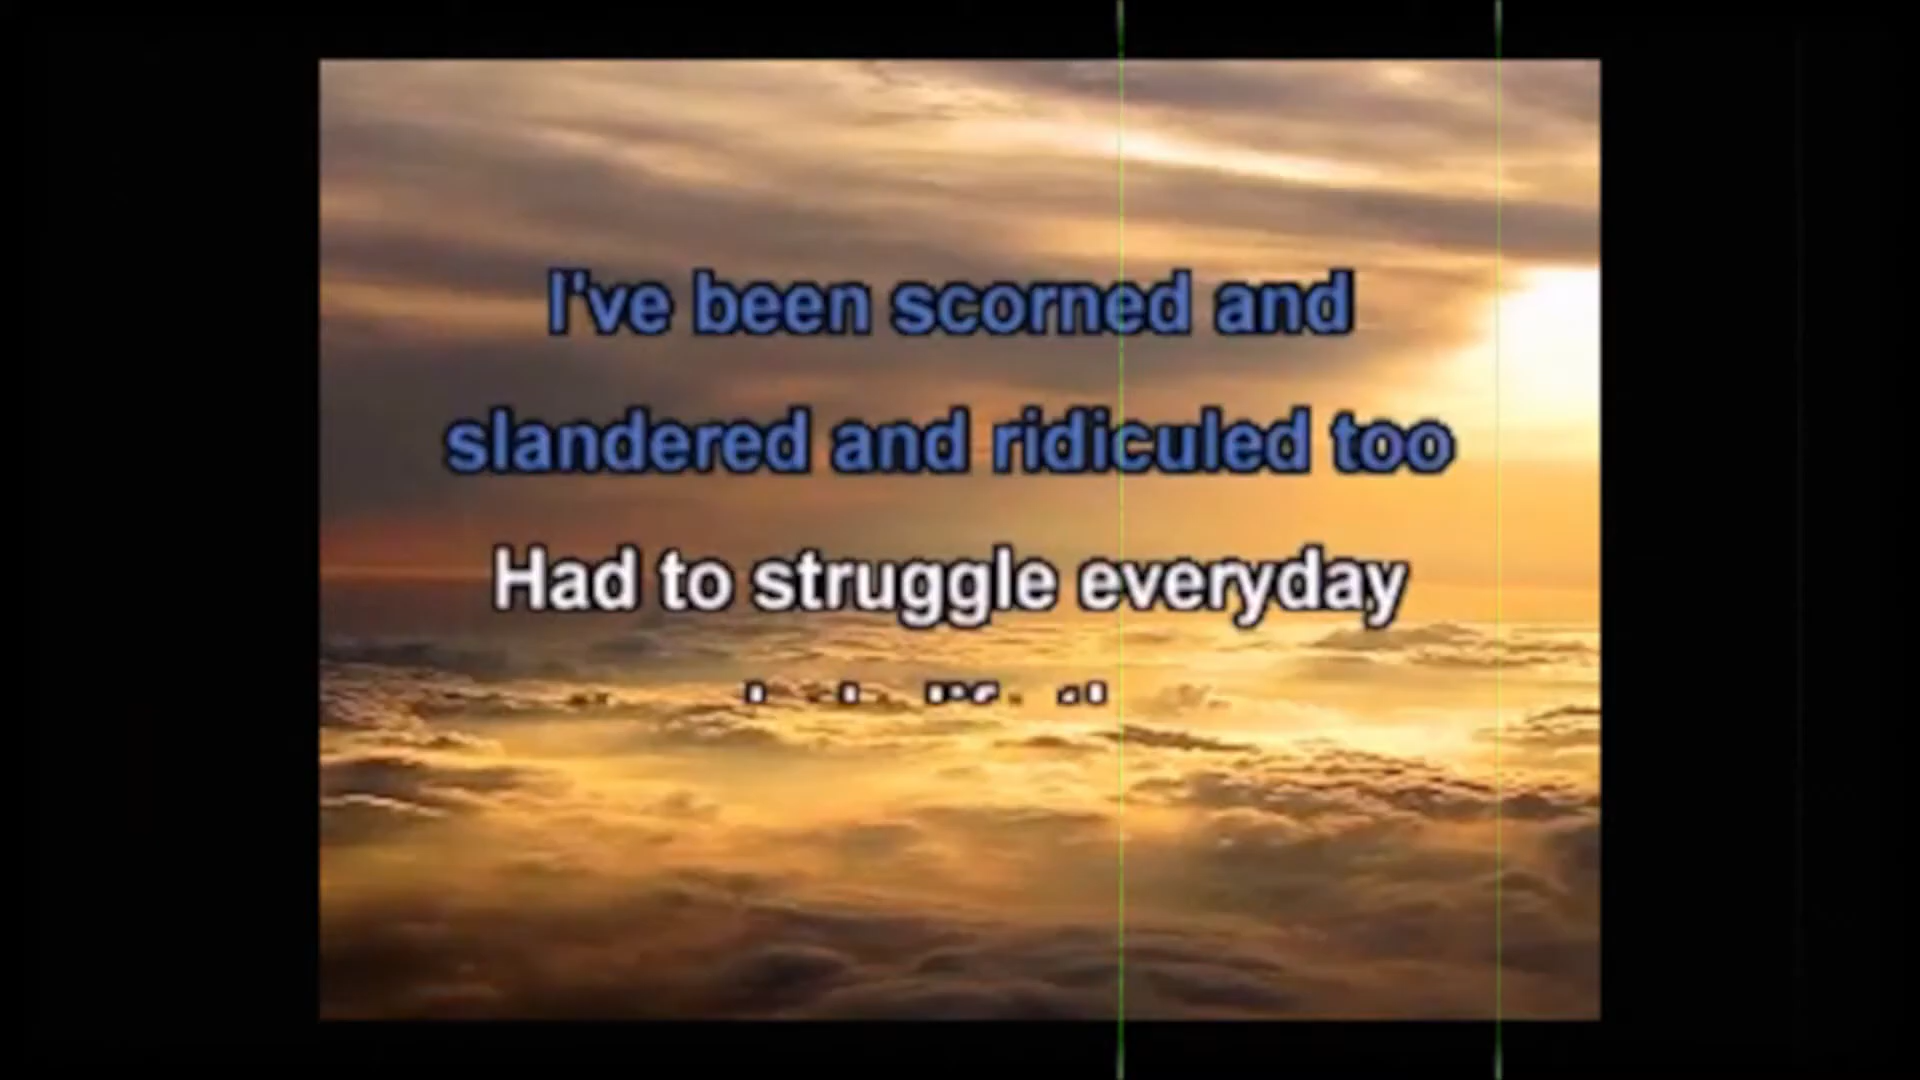 I've been scorned and
slandered and ridiculed too
Had to struggle everyday